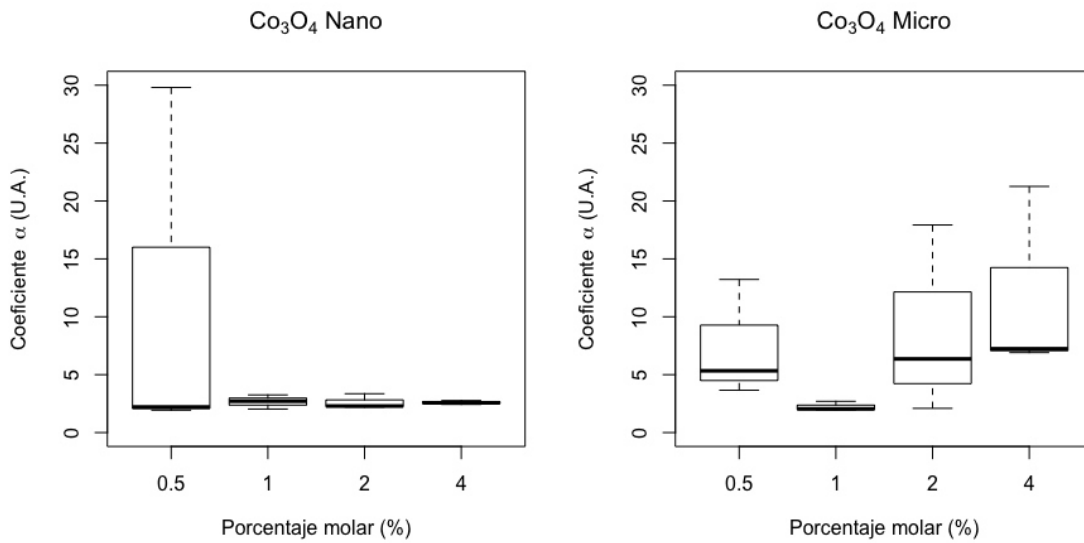 Co₃O₄ Nano
Coeficiente α (U.A.)
30
25
20
15
10
5
0
0.5 1 2 4
Porcentaje molar (%)
Co₃O₄ Micro
Coeficiente α (U.A.)
30
25
20
15
10
5
0
0.5 1 2 4
Porcentaje molar (%)